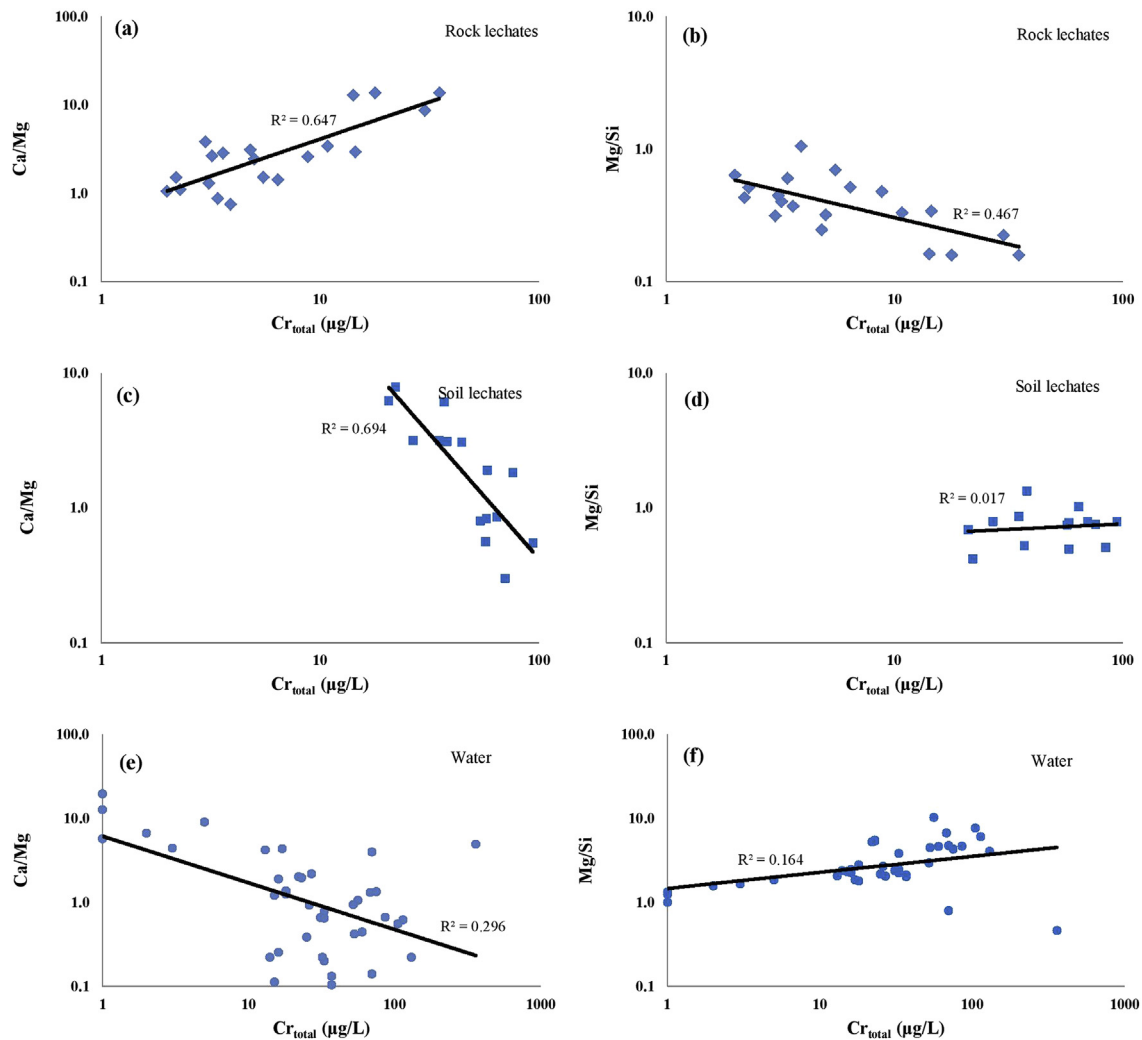 (a)
Rock lechates
100.0
10.0
1.0
0.1
Ca/Mg
R² = 0.647
1 10 100
Cr_total (µg/L)
(b)
Rock lechates
10.0
1.0
0.1
Mg/Si
R² = 0.467
1 10 100
Cr_total (µg/L)
(c)
Soil lechates
10.0
1.0
0.1
Ca/Mg
R² = 0.694
1 10 100
Cr_total (µg/L)
(d)
Soil lechates
10.0
1.0
0.1
Mg/Si
R² = 0.017
1 10 100
Cr_total (µg/L)
(e)
Water
100.0
10.0
1.0
0.1
Ca/Mg
R² = 0.296
1 10 100 1000
Cr_total (µg/L)
(f)
Water
100.0
10.0
1.0
0.1
Mg/Si
R² = 0.164
1 10 100 1000
Cr_total (µg/L)